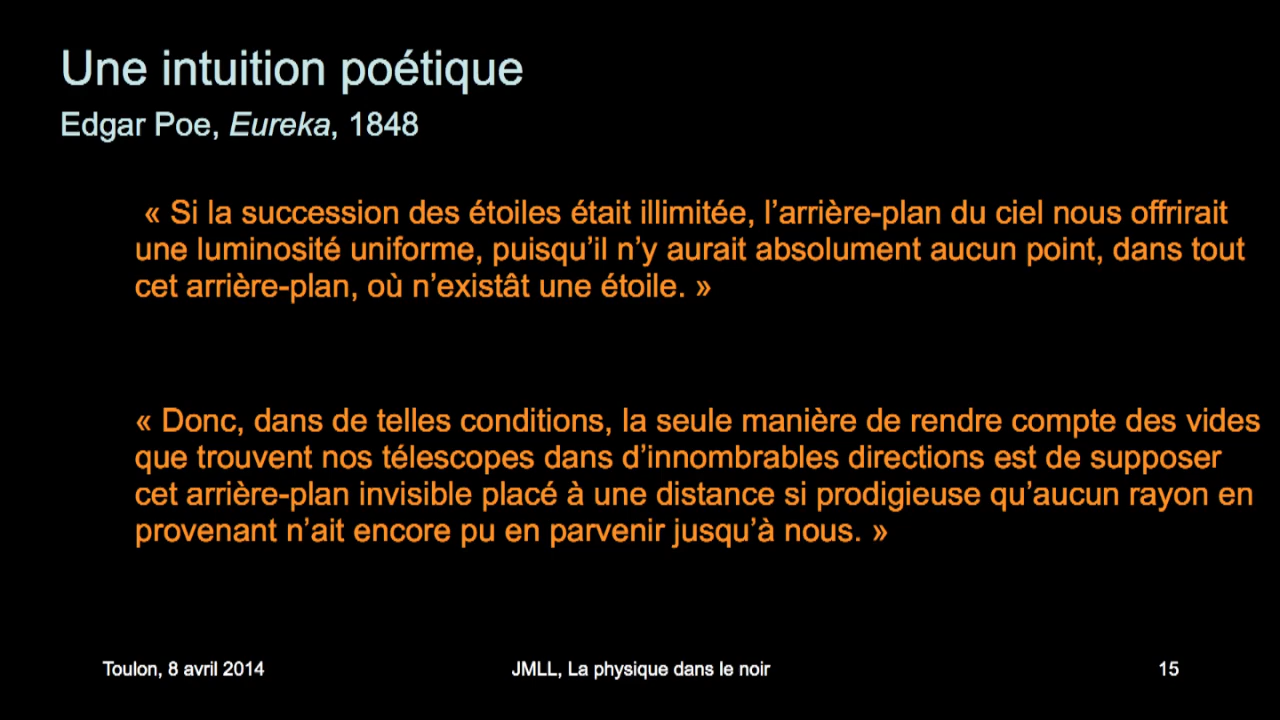 Une intuition poétique
Edgar Poe, Eureka, 1848
« Si la succession des étoiles était illimitée, l’arrière-plan du ciel nous offrirait
une luminosité uniforme, puisqu’il n’y aurait absolument aucun point, dans tout
cet arrière-plan, où n’existât une étoile. »
« Donc, dans de telles conditions, la seule manière de rendre compte des vides
que trouvent nos télescopes dans d’innombrables directions est de supposer
cet arrière-plan invisible placé à une distance si prodigieuse qu’aucun rayon en
provenant n’ait encore pu en parvenir jusqu’à nous. »
Toulon, 8 avril 2014
JMLL, La physique dans le noir
15